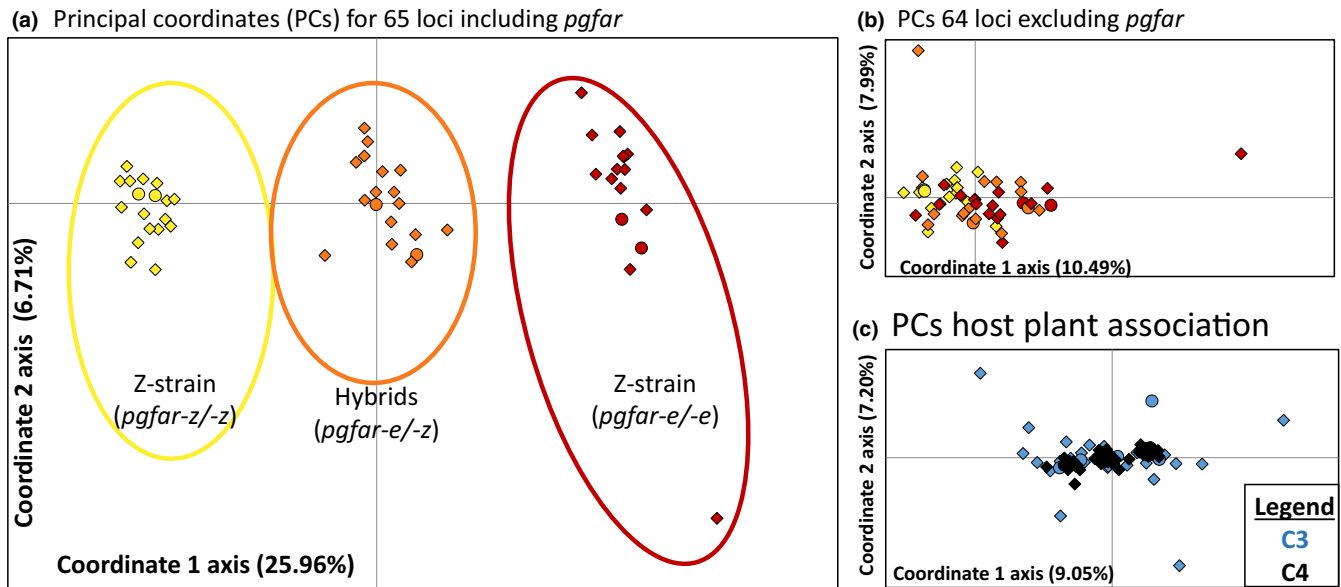 (a) Principal coordinates (PCs) for 65 loci including pgfar
Coordinate 2 axis (6.71%)
Z-strain
(pgfar-z/-z)
Hybrids
(pgfar-e/-z)
Z-strain
(pgfar-e/-e)
Coordinate 1 axis (25.96%)
(b) PCs 64 loci excluding pgfar
Coordinate 2 axis (7.99%)
Coordinate 1 axis (10.49%)
(c) PCs host plant association
Coordinate 2 axis (7.20%)
Coordinate 1 axis (9.05%)
Legend
C3
C4